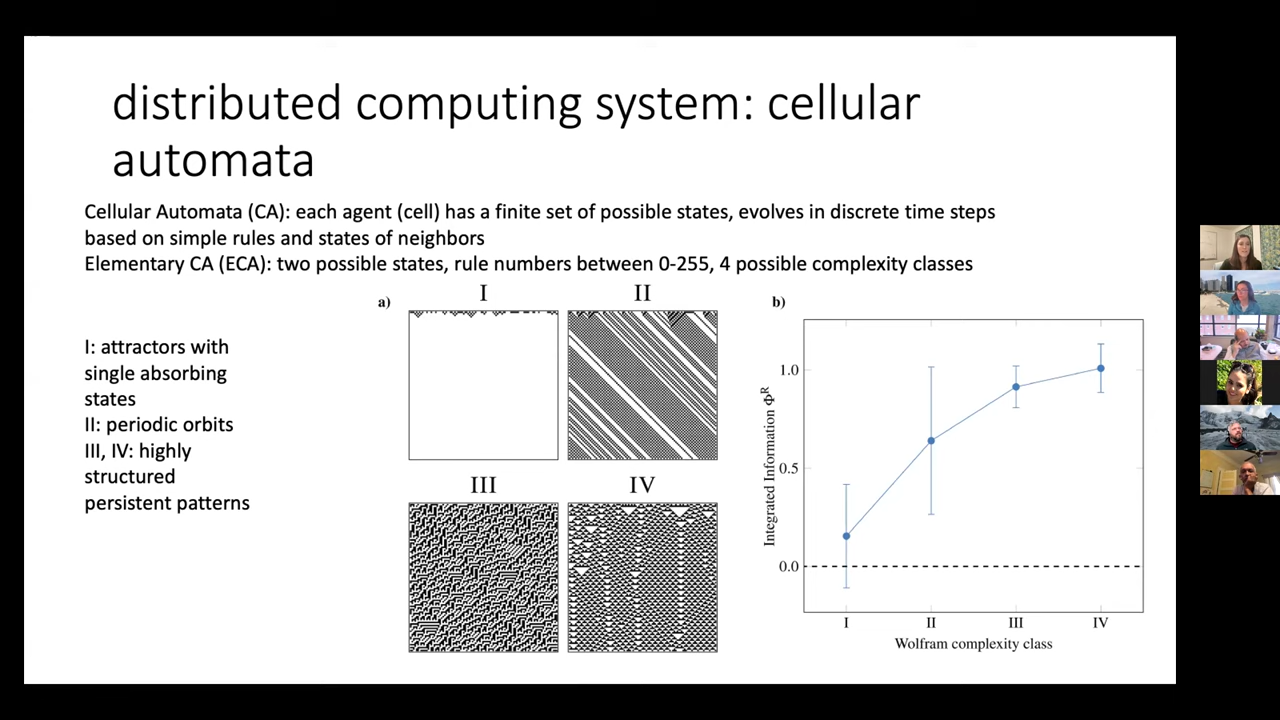 distributed computing system: cellular
automata
Cellular Automata (CA): each agent (cell) has a finite set of possible states, evolves in discrete time steps
based on simple rules and states of neighbors
Elementary CA (ECA): two possible states, rule numbers between 0-255, 4 possible complexity classes
I: attractors with
single absorbing
states
II: periodic orbits
III, IV: highly
structured
persistent patterns
a)
I
II
III
IV
b)
Integrated Information Φᴿ
1.0
0.5
0.0
I
II
III
IV
Wolfram complexity class